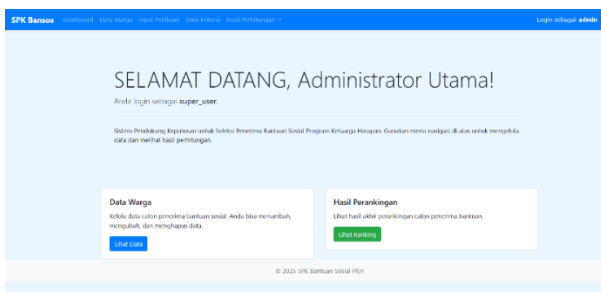 SPK Bansos Dashboard Data Warga Input Penilaian Data Kriteria Hasil Perhitungan Login sebagai admin
SELAMAT DATANG, Administrator Utama!
Anda login sebagai super_user.
Sistem Pendukung Keputusan untuk Seleksi Penerima Bantuan Sosial Program Keluarga Harapan. Gunakan menu navigasi di atas untuk mengelola
data dan melihat hasil perhitungan.
Data Warga
Kelola data calon penerima bantuan sosial. Anda bisa menambah,
mengubah, dan menghapus data.
Lihat Data
Hasil Perankingan
Lihat hasil akhir perankingan calon penerima bantuan.
Lihat Ranking
© 2025 SPK Bantuan Sosial PKH